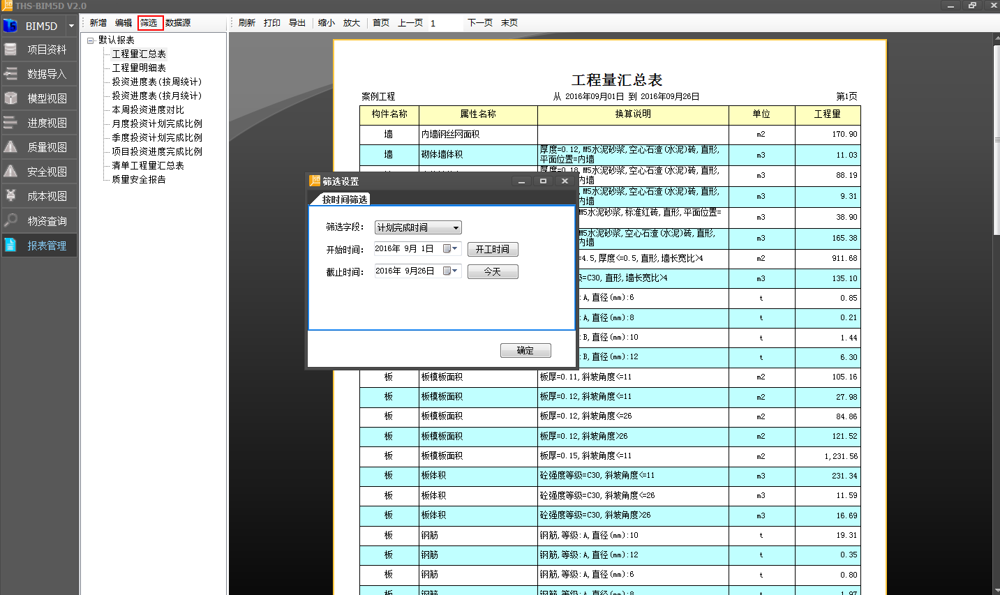 THS-BIM5D V2.0
BIM5D
项目资料
数据导入
模型视图
进度视图
质量视图
安全视图
成本视图
物资查询
报表管理
新增 编辑 筛选 数据源
默认报表
工程量汇总表
工程量明细表
投资进度表(按周统计)
投资进度表(按月统计)
本周投资进度对比
月度投资计划完成比例
季度投资计划完成比例
项目投资进度完成比例
清单工程量汇总表
质量安全报告
刷新 打印 导出 缩小 放大 首页 上一页 1 下一页 末页
工程量汇总表
案例工程 从 2016年09月01日 到 2016年09月26日 第1页
构件名称 属性名称 换算说明 单位 工程量
墙 内墙钢丝网面积 m2 170.90
墙 砌体墙体积 厚度=0.12,M5水泥砂浆,空心石渣(水泥)砖,直形,
平面位置=内墙 m3 11.03
厚度=0.18,M5水泥砂浆,空心石渣(水泥)砖,直形,
内墙 m3 88.19
M5水泥砂浆,空心石渣(水泥)砖,直形,
内墙 m3 9.31
M5水泥砂浆,标准红砖,直形,平面位置=
m3 38.90
M5水泥砂浆,空心石渣(水泥)砖,直形,
内墙 m3 165.38
=4.5,厚度<=0.5,直形,墙长宽比>4 m2 911.68
级=C30,直形,墙长宽比>4 m3 135.10
:A,直径(mm):6 t 0.85
:A,直径(mm):8 t 0.21
:B,直径(mm):10 t 1.44
:B,直径(mm):12 t 6.30
板 板模板面积 板厚=0.11,斜坡角度<=11 m2 105.16
板 板模板面积 板厚=0.12,斜坡角度<=11 m2 27.98
板 板模板面积 板厚=0.12,斜坡角度<=26 m2 84.86
板 板模板面积 板厚=0.12,斜坡角度>26 m2 121.52
板 板模板面积 板厚=0.15,斜坡角度<=11 m2 1,231.56
板 板体积 砼强度等级=C30,斜坡角度<=11 m3 231.34
板 板体积 砼强度等级=C30,斜坡角度<=26 m3 11.59
板 板体积 砼强度等级=C30,斜坡角度>26 m3 16.69
板 钢筋 钢筋,等级:A,直径(mm):10 t 19.31
板 钢筋 钢筋,等级:A,直径(mm):12 t 0.35
板 钢筋 钢筋,等级:A,直径(mm):6 t 0.80
板 钢筋 钢筋,等级:A,直径(mm):8 t 1.97
筛选设置
按时间筛选
筛选字段: 计划完成时间
开始时间: 2016年 9月 1日 开工时间
截止时间: 2016年 9月26日 今天
确定